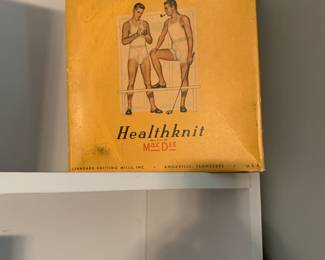 Healthknit
MacDee
STANDARD KNITTING MILLS, INC. • KNOXVILLE, TENNESSEE • U.S.A.